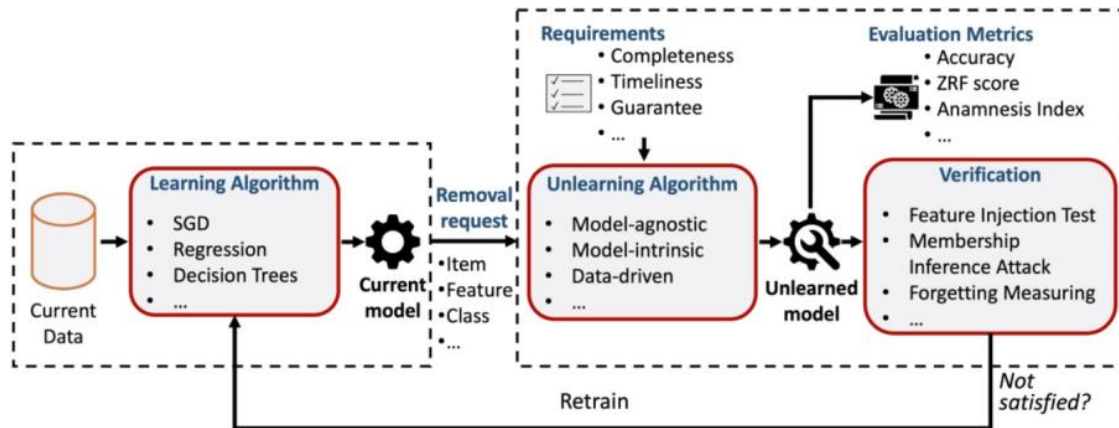 Requirements
• Completeness
• Timeliness
• Guarantee
• ...
Evaluation Metrics
• Accuracy
• ZRF score
• Anamnesis Index
• ...
Current
Data
Learning Algorithm
• SGD
• Regression
• Decision Trees
• ...
Current
model
Removal
request
•Item
•Feature
•Class
•...
Unlearning Algorithm
• Model-agnostic
• Model-intrinsic
• Data-driven
• ...
Unlearned
model
Verification
• Feature Injection Test
• Membership
Inference Attack
• Forgetting Measuring
• ...
Not
satisfied?
Retrain